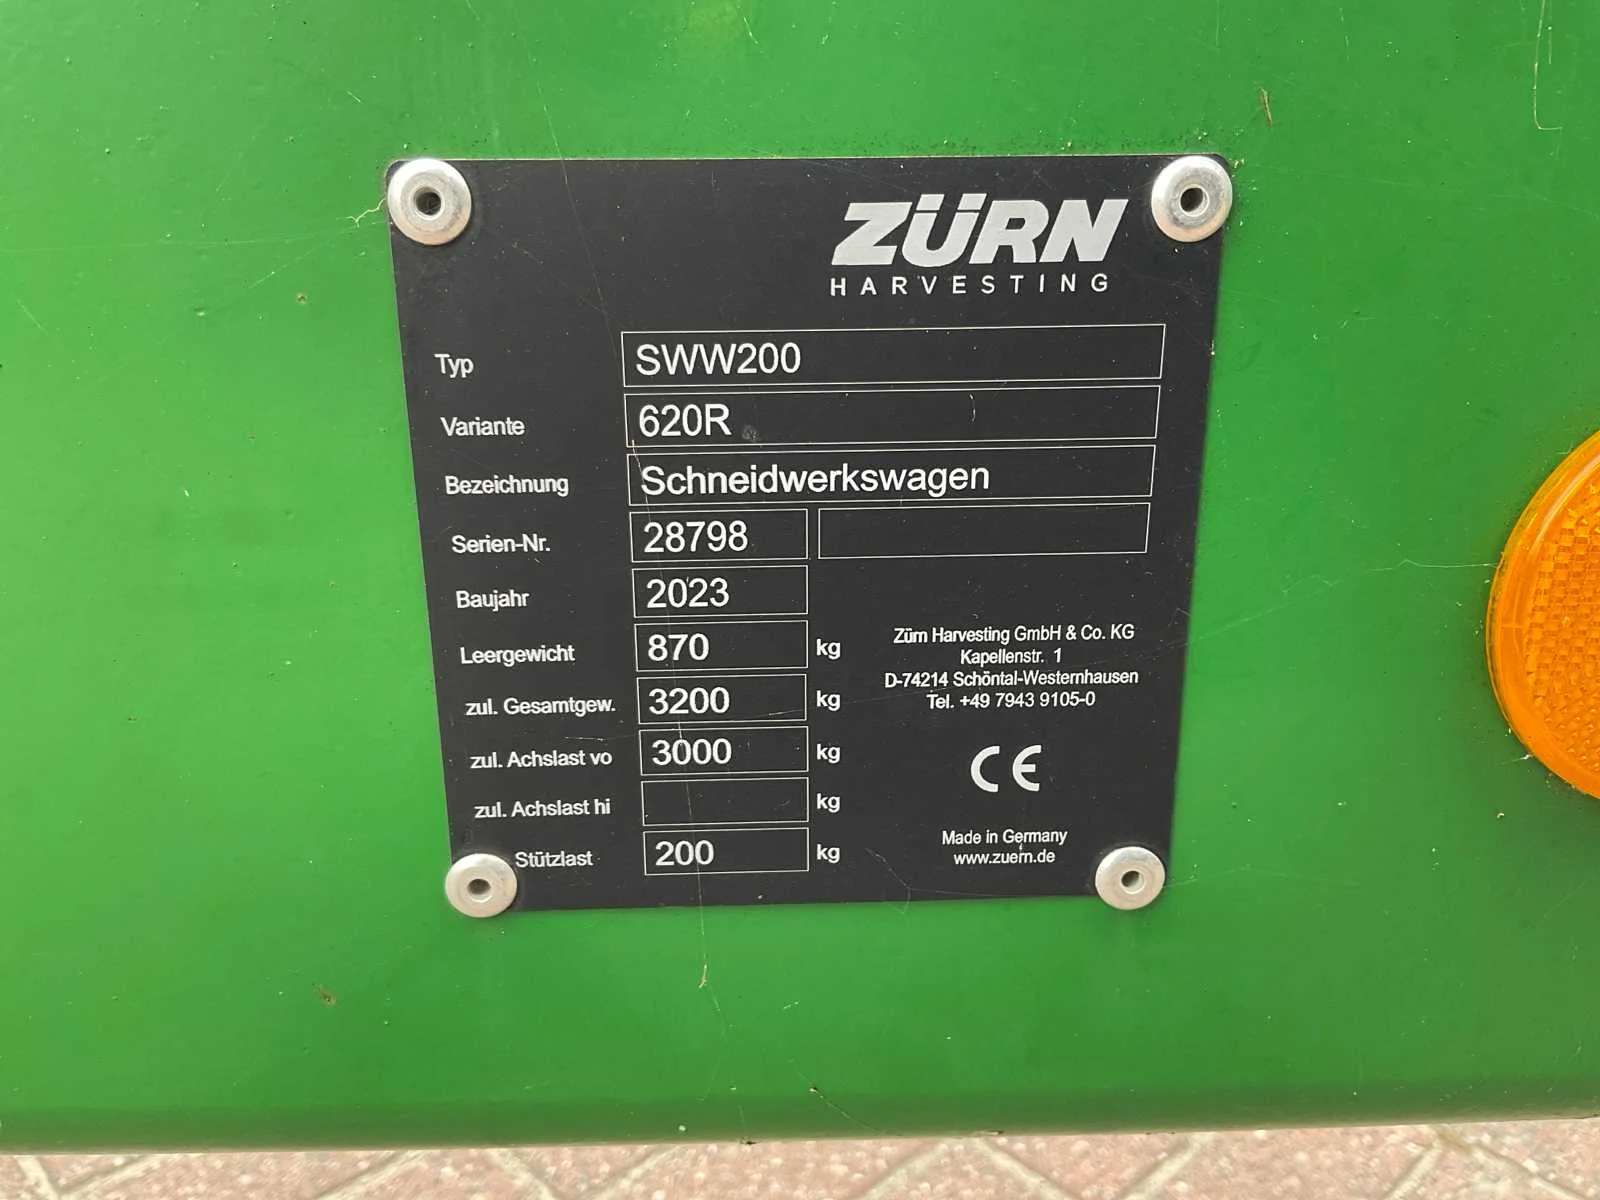 ZÜRN
HARVESTING
Typ SWW200
Variante 620R
Bezeichnung Schneidwerkswagen
Serien-Nr. 28798
Baujahr 2023
Leergewicht 870 kg
zul. Gesamtgew. 3200 kg
zul. Achslast vo 3000 kg
zul. Achslast hi kg
Stützlast 200 kg
Zürn Harvesting GmbH & Co. KG
Kapellenstr. 1
D-74214 Schöntal-Westernhausen
Tel. +49 7943 9105-0
CE
Made in Germany
www.zuern.de